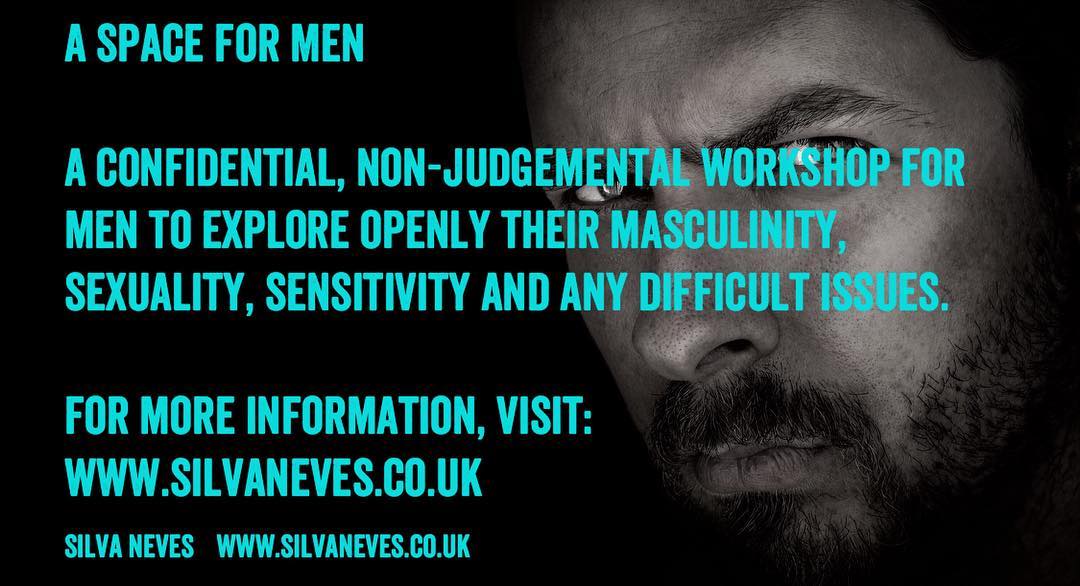 A SPACE FOR MEN
A CONFIDENTIAL, NON-JUDGEMENTAL WORKSHOP FOR
MEN TO EXPLORE OPENLY THEIR MASCULINITY,
SEXUALITY, SENSITIVITY AND ANY DIFFICULT ISSUES.
FOR MORE INFORMATION, VISIT:
WWW.SILVANEVES.CO.UK
SILVA NEVES WWW.SILVANEVES.CO.UK